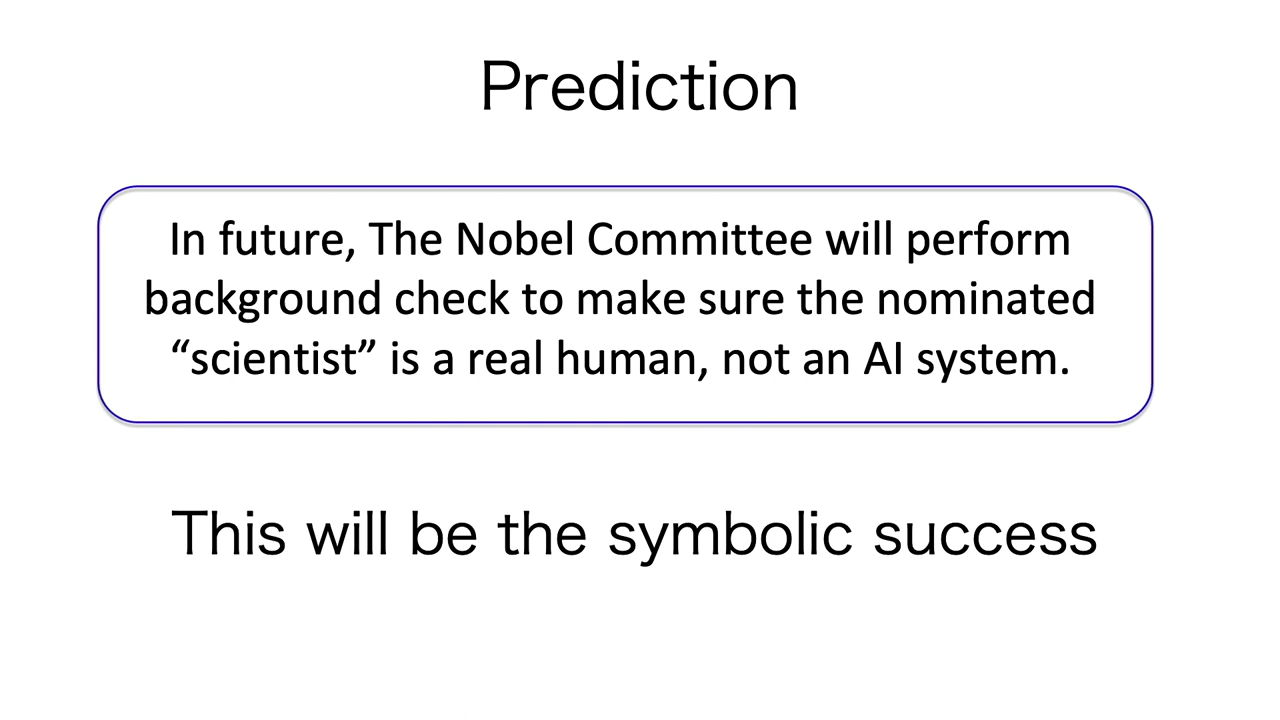 Prediction
In future, The Nobel Committee will perform
background check to make sure the nominated
“scientist” is a real human, not an AI system.
This will be the symbolic success